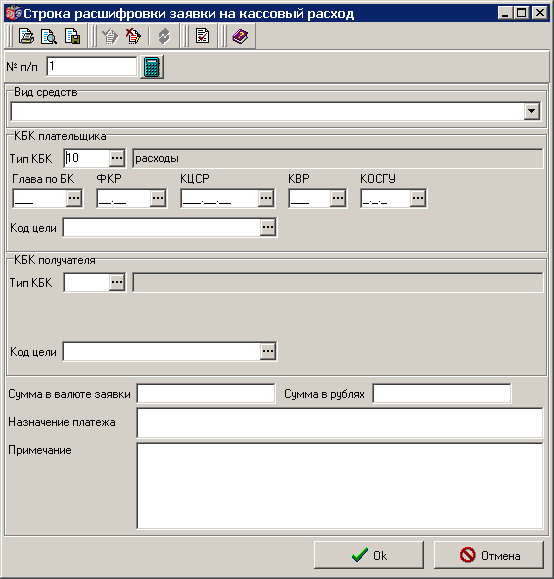 Строка расшифровки заявки на кассовый расход
№ п/п 1
Вид средств
КБК плательщика
Тип КБК 10 расходы
Глава по БК ФКР КЦСР КВР КОСГУ
___ __.__ ___.__.__ ___ _._._
Код цели
КБК получателя
Тип КБК
Код цели
Сумма в валюте заявки Сумма в рублях
Назначение платежа
Примечание
Ok Отмена